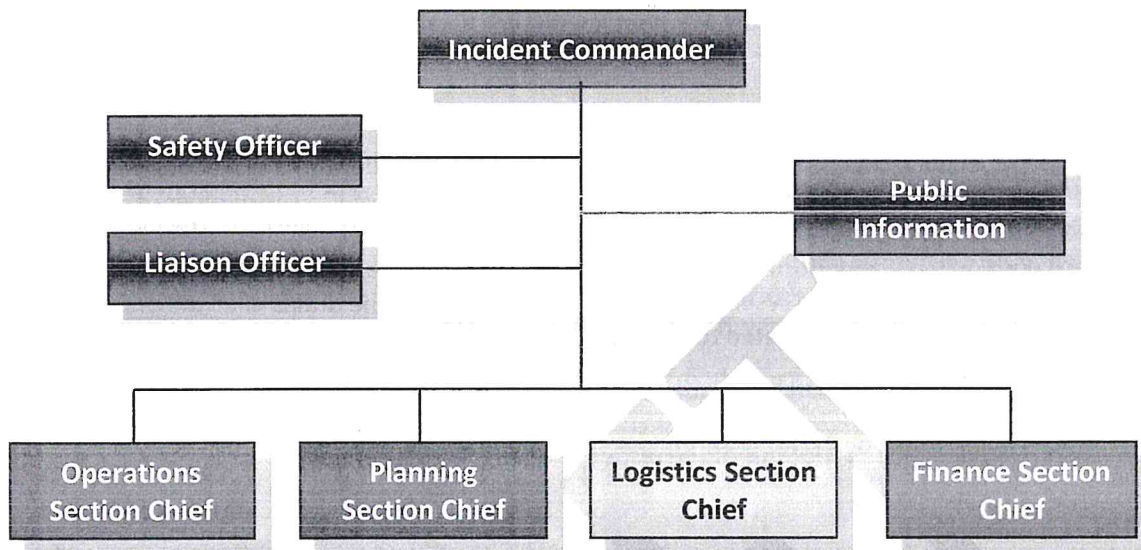 Incident Commander
Safety Officer
Public
Information
Liaison Officer
Operations
Section Chief
Planning
Section Chief
Logistics Section
Chief
Finance Section
Chief